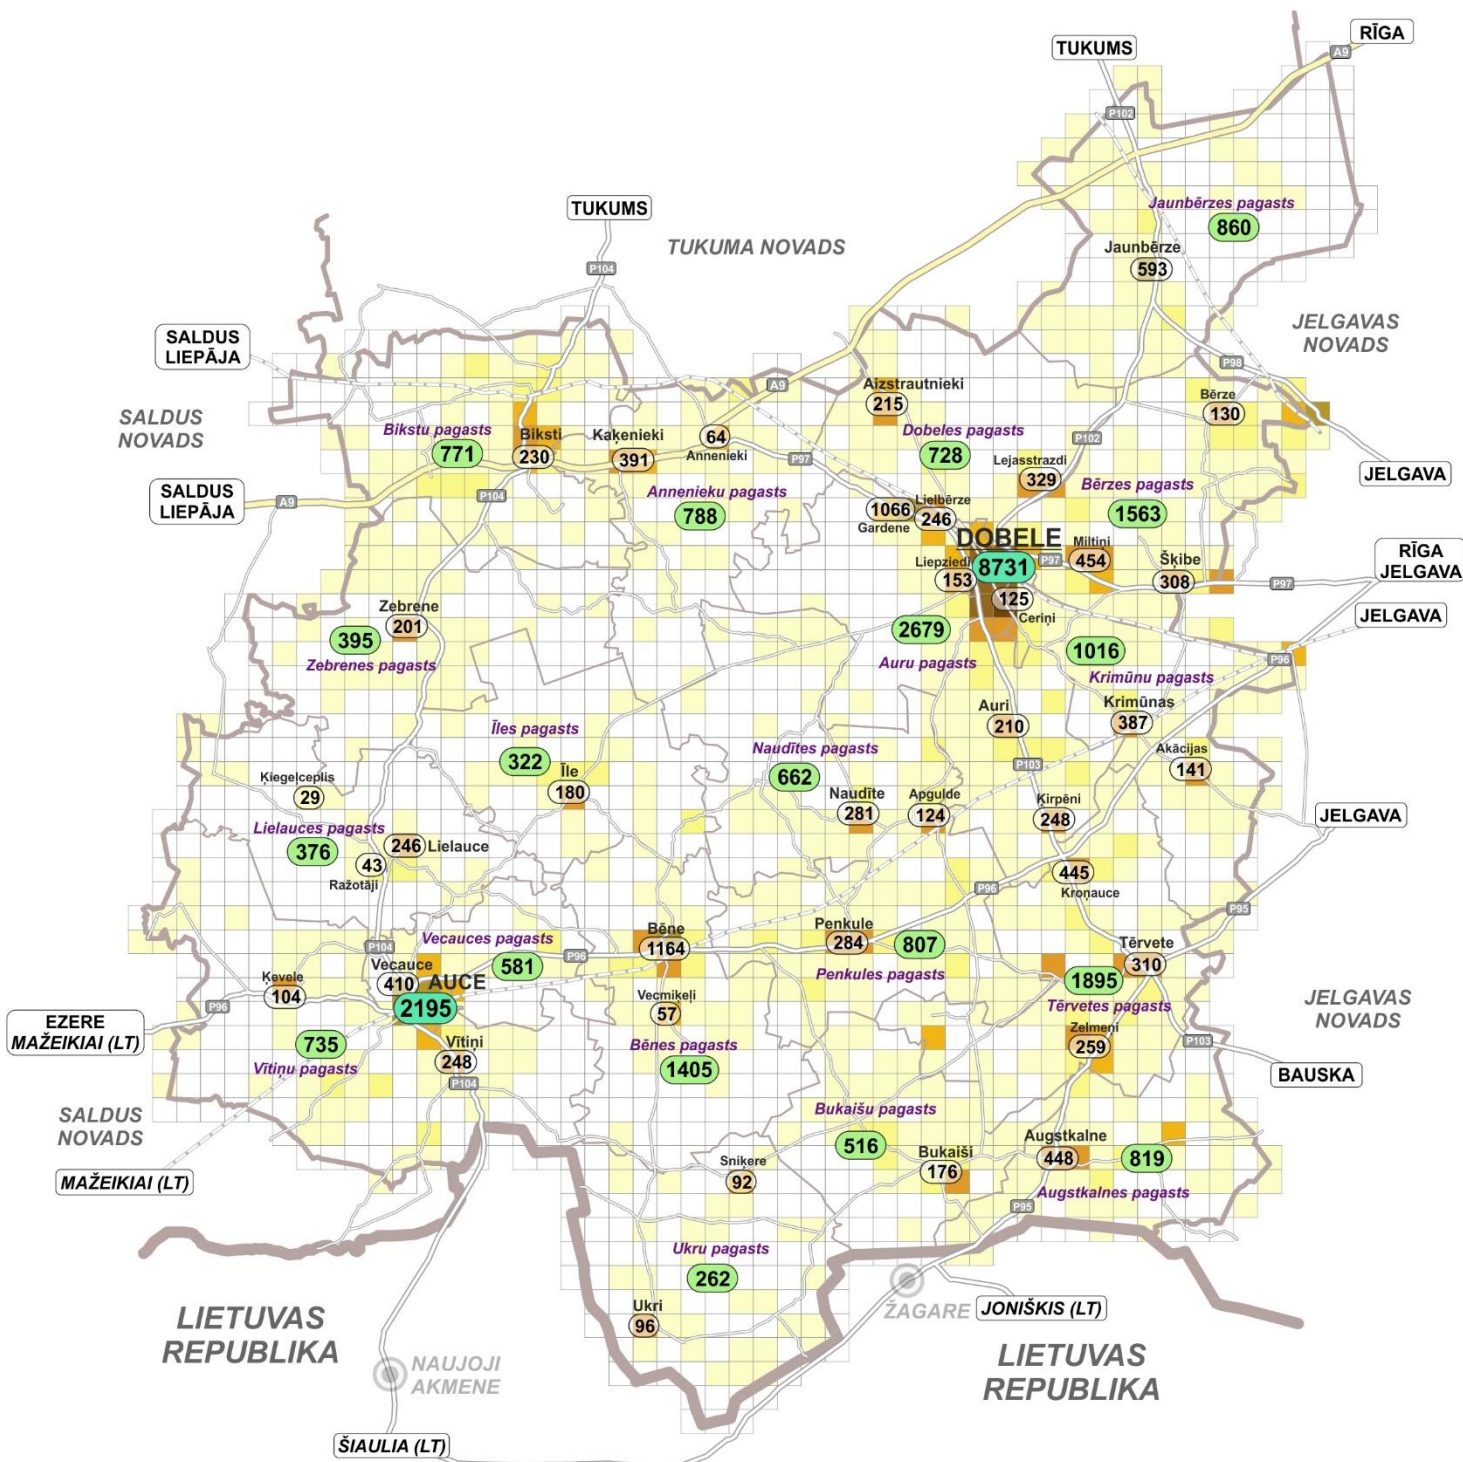 RĪGA
TUKUMS
A9
P102
Jaunbērzes pagasts
860
TUKUMS
TUKUMA NOVADS
Jaunbērze
593
P104
JELGAVAS
NOVADS
SALDUS
LIEPĀJA
P98
A9
Aizstrautnieki
215
Bērze
130
SALDUS
NOVADS
Bikstu pagasts
771
Biksti
230
Kaķenieki
391
64
Annenieki
Dobeles pagasts
728
P102
P97
Lejasstrazdi
329
JELGAVA
SALDUS
LIEPĀJA
A9
P104
Annenieku pagasts
788
Bērzes pagasts
1563
1066
Gardene
Lielbērze
246
DOBELE
8731
Liepziedi
153
P97
Miltiņi
454
Šķibe
308
P97
RĪGA
JELGAVA
125
Ceriņi
JELGAVA
Zebrene
201
395
Zebrenes pagasts
2679
Auru pagasts
1016
Krimūnu pagasts
P96
Auri
210
Krimūnas
387
Īles pagasts
322
Naudītes pagasts
662
Akācijas
141
P103
Īle
180
Ķieģeļceplis
29
Naudīte
281
Apgulde
124
Ķirpēni
248
JELGAVA
Lielauces pagasts
376
246
Lielauce
43
Ražotāji
445
Kroņauce
P96
P95
Bēne
1164
Penkule
284
807
Penkules pagasts
Tērvete
310
P104
Vecauces pagasts
581
P96
Vecauce
410
AUCE
2195
1895
Tērvetes pagasts
Ķevele
104
P96
EZERE
MAŽEIKIAI (LT)
Vecmiķeļi
57
JELGAVAS
NOVADS
735
Vītiņu pagasts
Vītiņi
248
P104
Bēnes pagasts
1405
Zelmeņi
259
P103
BAUSKA
SALDUS
NOVADS
Bukaišu pagasts
516
Bukaiši
176
Augstkalne
448
819
Augstkalnes pagasts
MAŽEIKIAI (LT)
Sniķere
92
P95
Ukru pagasts
262
ŽAGARE
JONIŠKIS (LT)
Ukri
96
LIETUVAS
REPUBLIKA
LIETUVAS
REPUBLIKA
NAUJOJI
AKMENE
ŠIAULIA (LT)